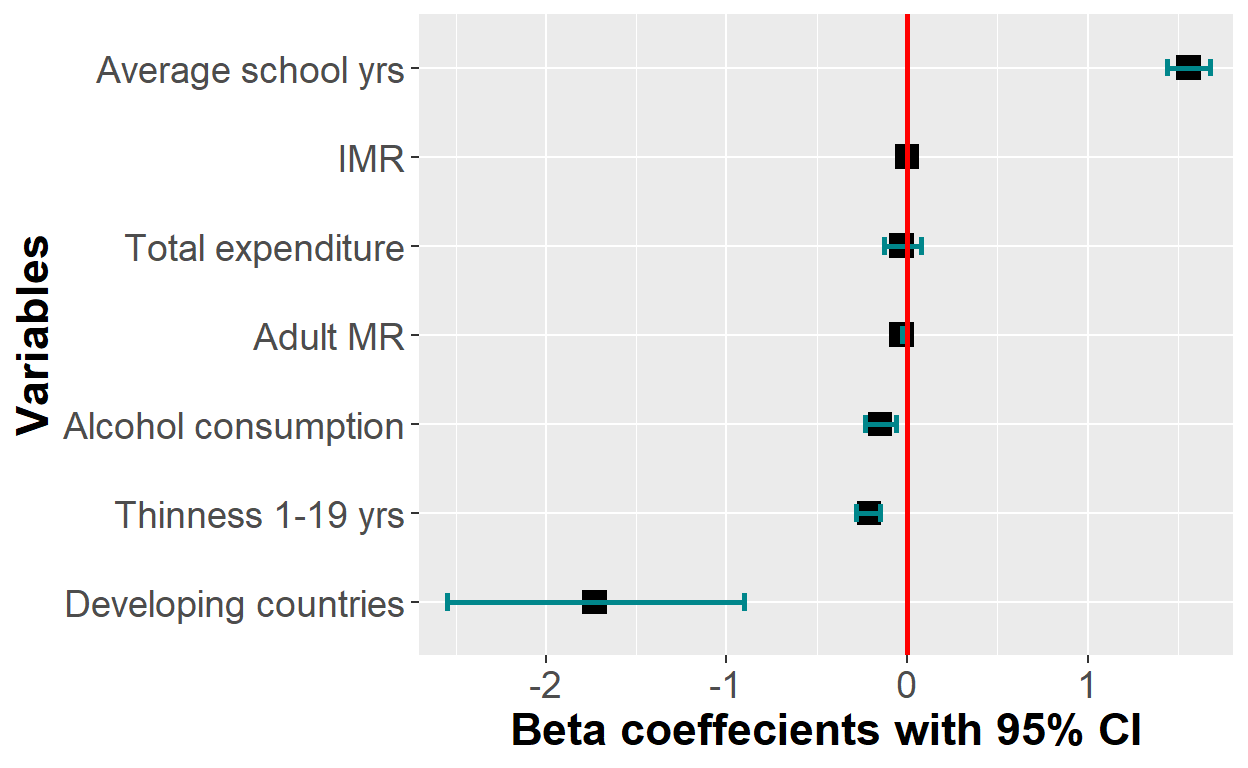 Variables
Average school yrs
IMR
Total expenditure
Adult MR
Alcohol consumption
Thinness 1-19 yrs
Developing countries
-2 -1 0 1
Beta coeffecients with 95% CI